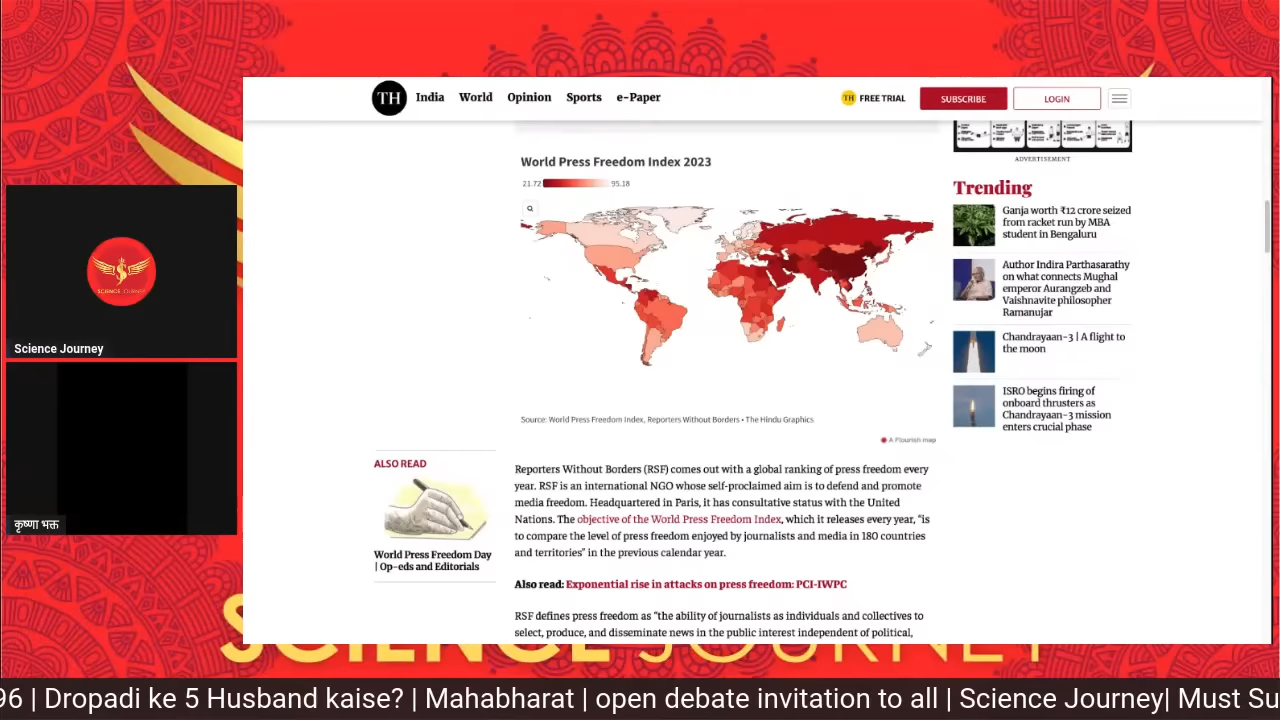 TH
India
World
Opinion
Sports
e-Paper
TH FREE TRIAL
SUBSCRIBE
LOGIN
World Press Freedom Index 2023
21.72
95.18
Source: World Press Freedom Index, Reporters Without Borders • The Hindu Graphics
A Flourish map
ALSO READ
World Press Freedom Day
| Op-eds and Editorials
Reporters Without Borders (RSF) comes out with a global ranking of press freedom every
year. RSF is an international NGO whose self-proclaimed aim is to defend and promote
media freedom. Headquartered in Paris, it has consultative status with the United
Nations. The objective of the World Press Freedom Index, which it releases every year, “is
to compare the level of press freedom enjoyed by journalists and media in 180 countries
and territories” in the previous calendar year.
Also read: Exponential rise in attacks on press freedom: PCI-IWPC
RSF defines press freedom as “the ability of journalists as individuals and collectives to
select, produce, and disseminate news in the public interest independent of political,
ADVERTISEMENT
Trending
Ganja worth ₹12 crore seized
from racket run by MBA
student in Bengaluru
Author Indira Parthasarathy
on what connects Mughal
emperor Aurangzeb and
Vaishnavite philosopher
Ramanujar
Chandrayaan-3 | A flight to
the moon
ISRO begins firing of
onboard thrusters as
Chandrayaan-3 mission
enters crucial phase
SCIENCE JOURNEY
Science Journey
कृष्णा भक्त
SCIENCE JOURNEY
96 | Dropadi ke 5 Husband kaise? | Mahabharat | open debate invitation to all | Science Journey| Must Su